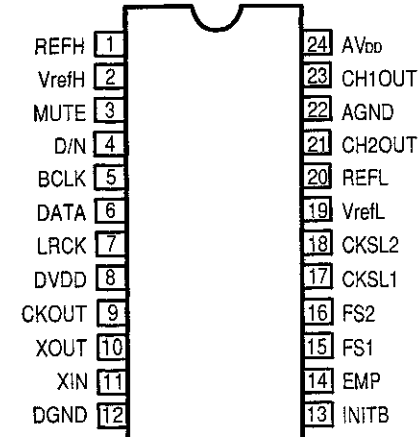 REFH 1 24 AVDD
VrefH 2 23 CH1OUT
MUTE 3 22 AGND
D/N 4 21 CH2OUT
BCLK 5 20 REFL
DATA 6 19 VrefL
LRCK 7 18 CKSL2
DVDD 8 17 CKSL1
CKOUT 9 16 FS2
XOUT 10 15 FS1
XIN 11 14 EMP
DGND 12 13 INITB